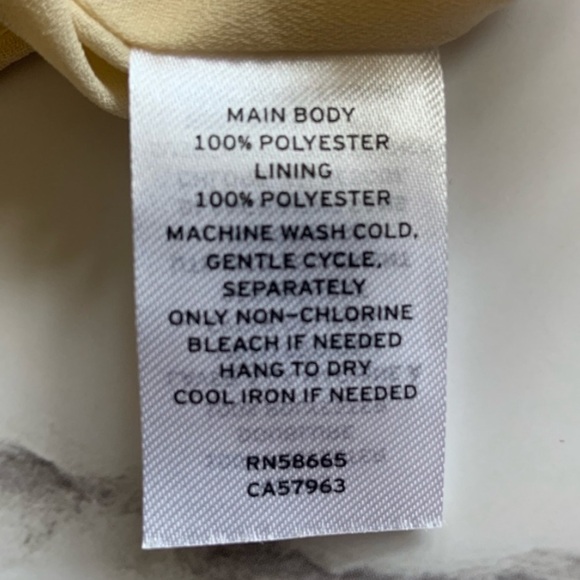 MAIN BODY
100% POLYESTER
LINING
100% POLYESTER
MACHINE WASH COLD,
GENTLE CYCLE,
SEPARATELY
ONLY NON-CHLORINE
BLEACH IF NEEDED
HANG TO DRY
COOL IRON IF NEEDED
RN58665
CA57963